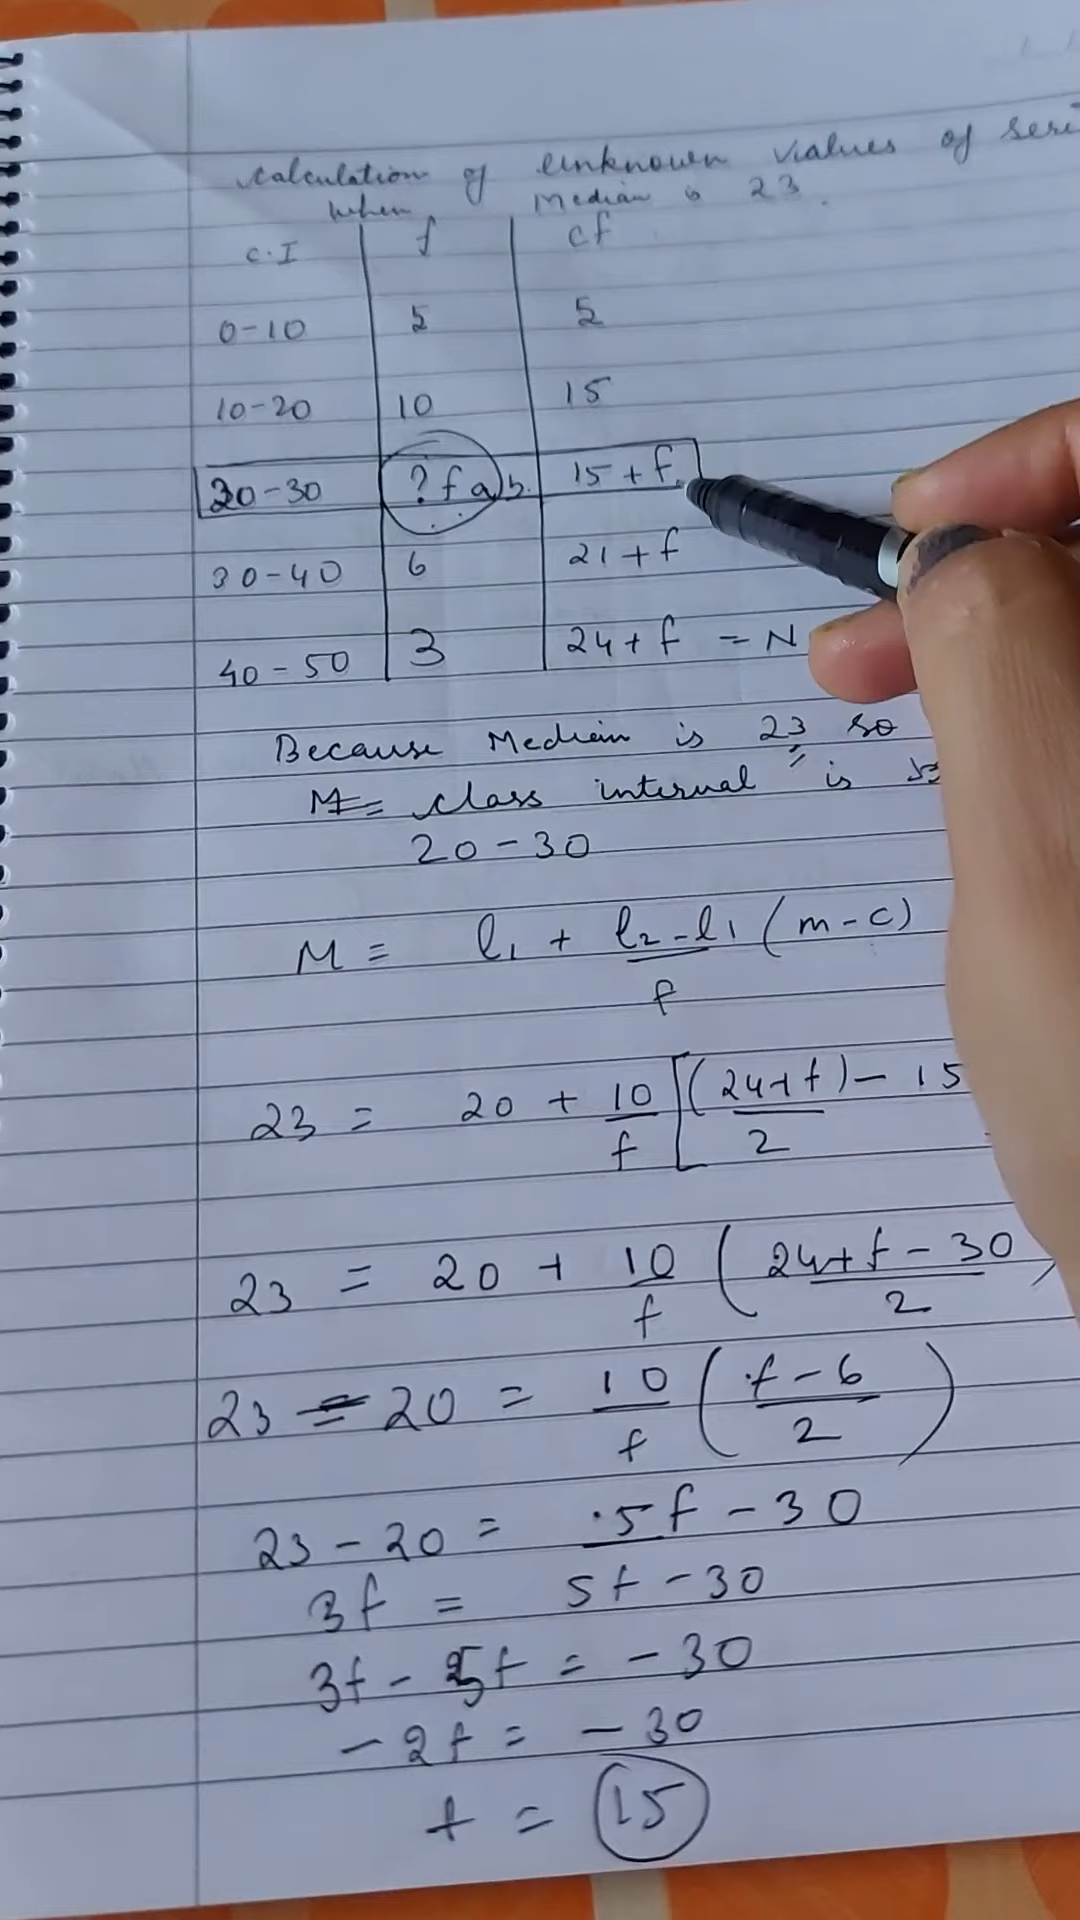 Calculation of unknown values of seri
when Median is 23.
C.I f cf
0-10 5 5
10-20 10 15
20-30 ? f a b. 15 + f
30-40 6 21 + f
40-50 3 24 + f = N
Because Median is 23 so
M= class interval is
20-30
M = l₁ + l₂-l₁/f (m-c)
23 = 20 + 10/f [(24+f)/2 - 15
23 = 20 + 10/f (24+f-30/2)
23 - 20 = 10/f (f-6/2)
23 - 20 = 5f - 30
3f = 5f - 30
3f - 5f = - 30
- 2f = - 30
f = 15